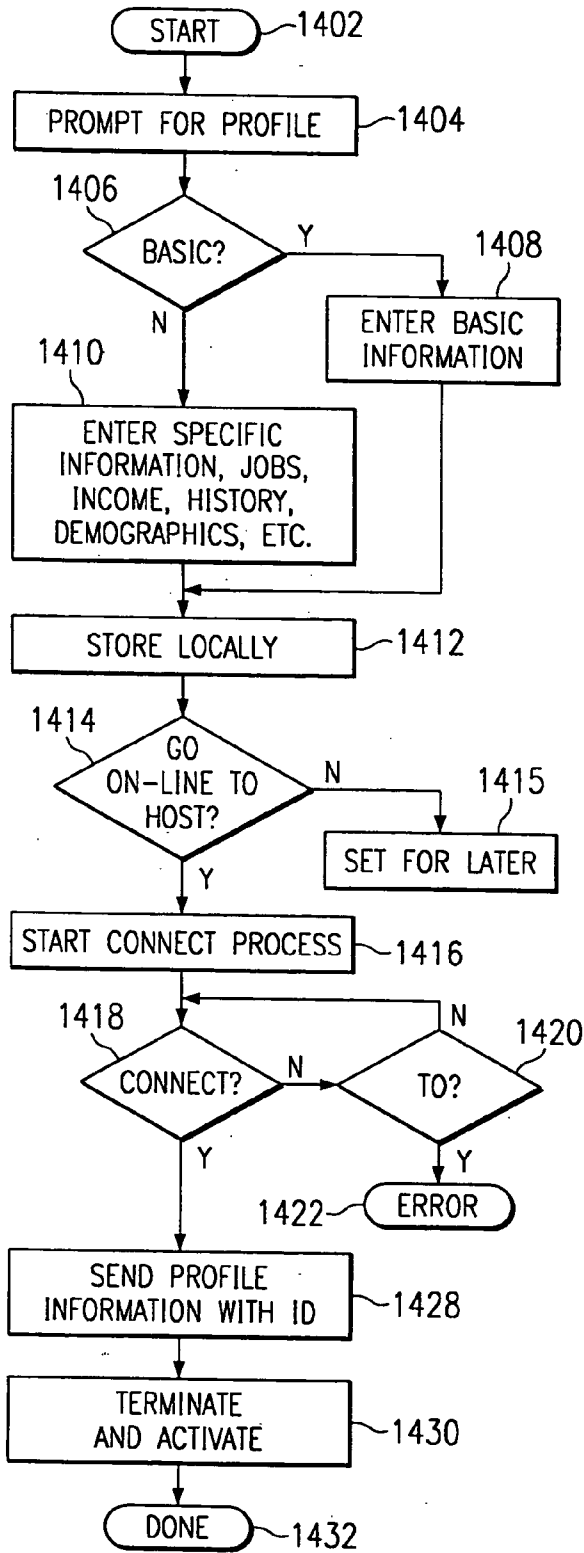 START
1402
PROMPT FOR PROFILE
1404
1406
BASIC?
Y
N
1408
ENTER BASIC
INFORMATION
1410
ENTER SPECIFIC
INFORMATION, JOBS,
INCOME, HISTORY,
DEMOGRAPHICS, ETC.
STORE LOCALLY
1412
1414
GO
ON-LINE TO
HOST?
N
Y
1415
SET FOR LATER
START CONNECT PROCESS
1416
1418
CONNECT?
N
Y
N
1420
TO?
Y
1422
ERROR
SEND PROFILE
INFORMATION WITH ID
1428
TERMINATE
AND ACTIVATE
1430
DONE
1432